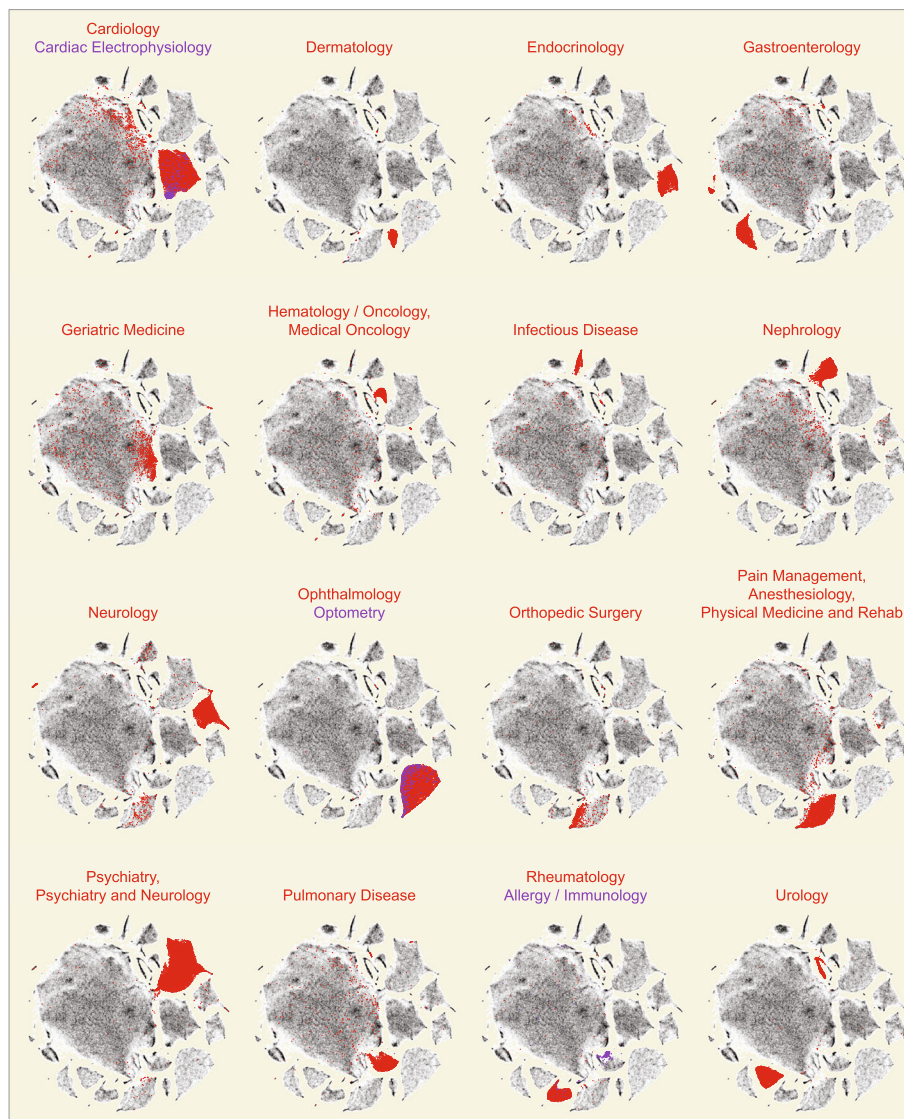 Cardiology
Cardiac Electrophysiology
Dermatology
Endocrinology
Gastroenterology
Geriatric Medicine
Hematology / Oncology,
Medical Oncology
Infectious Disease
Nephrology
Neurology
Ophthalmology
Optometry
Orthopedic Surgery
Pain Management,
Anesthesiology,
Physical Medicine and Rehab
Psychiatry,
Psychiatry and Neurology
Pulmonary Disease
Rheumatology
Allergy / Immunology
Urology